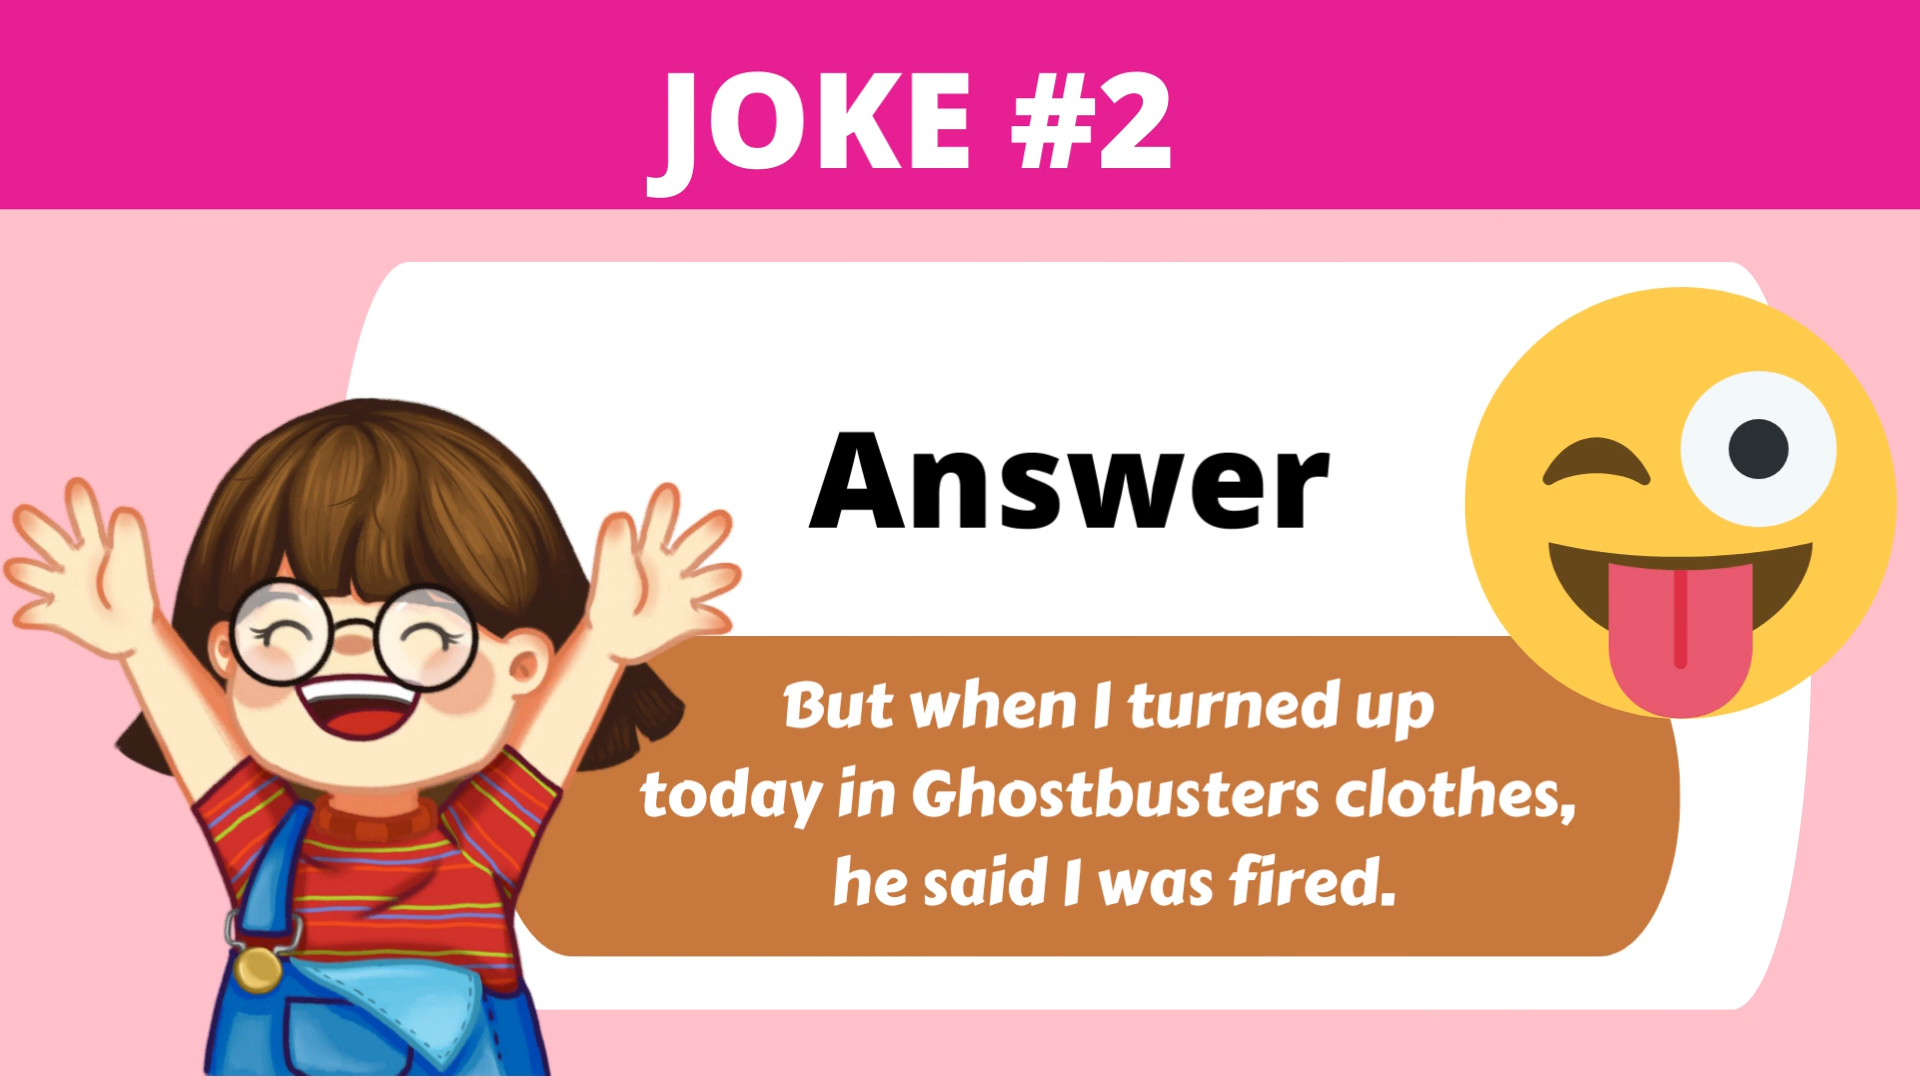 JOKE #2
Answer
But when I turned up
today in Ghostbusters clothes,
he said I was fired.